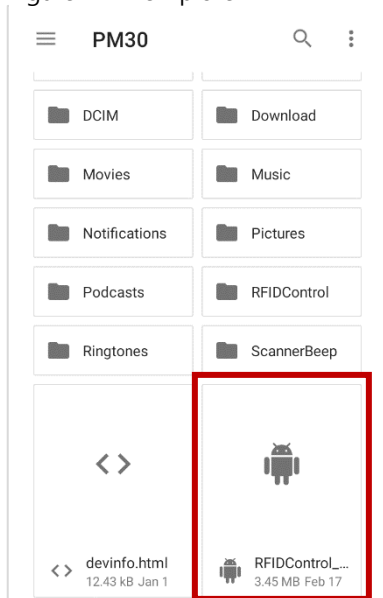 PM30
DCIM
Download
Movies
Music
Notifications
Pictures
Podcasts
RFIDControl
Ringtones
ScannerBeep
devinfo.html
12.43 kB Jan 1
RFIDControl_...
3.45 MB Feb 17